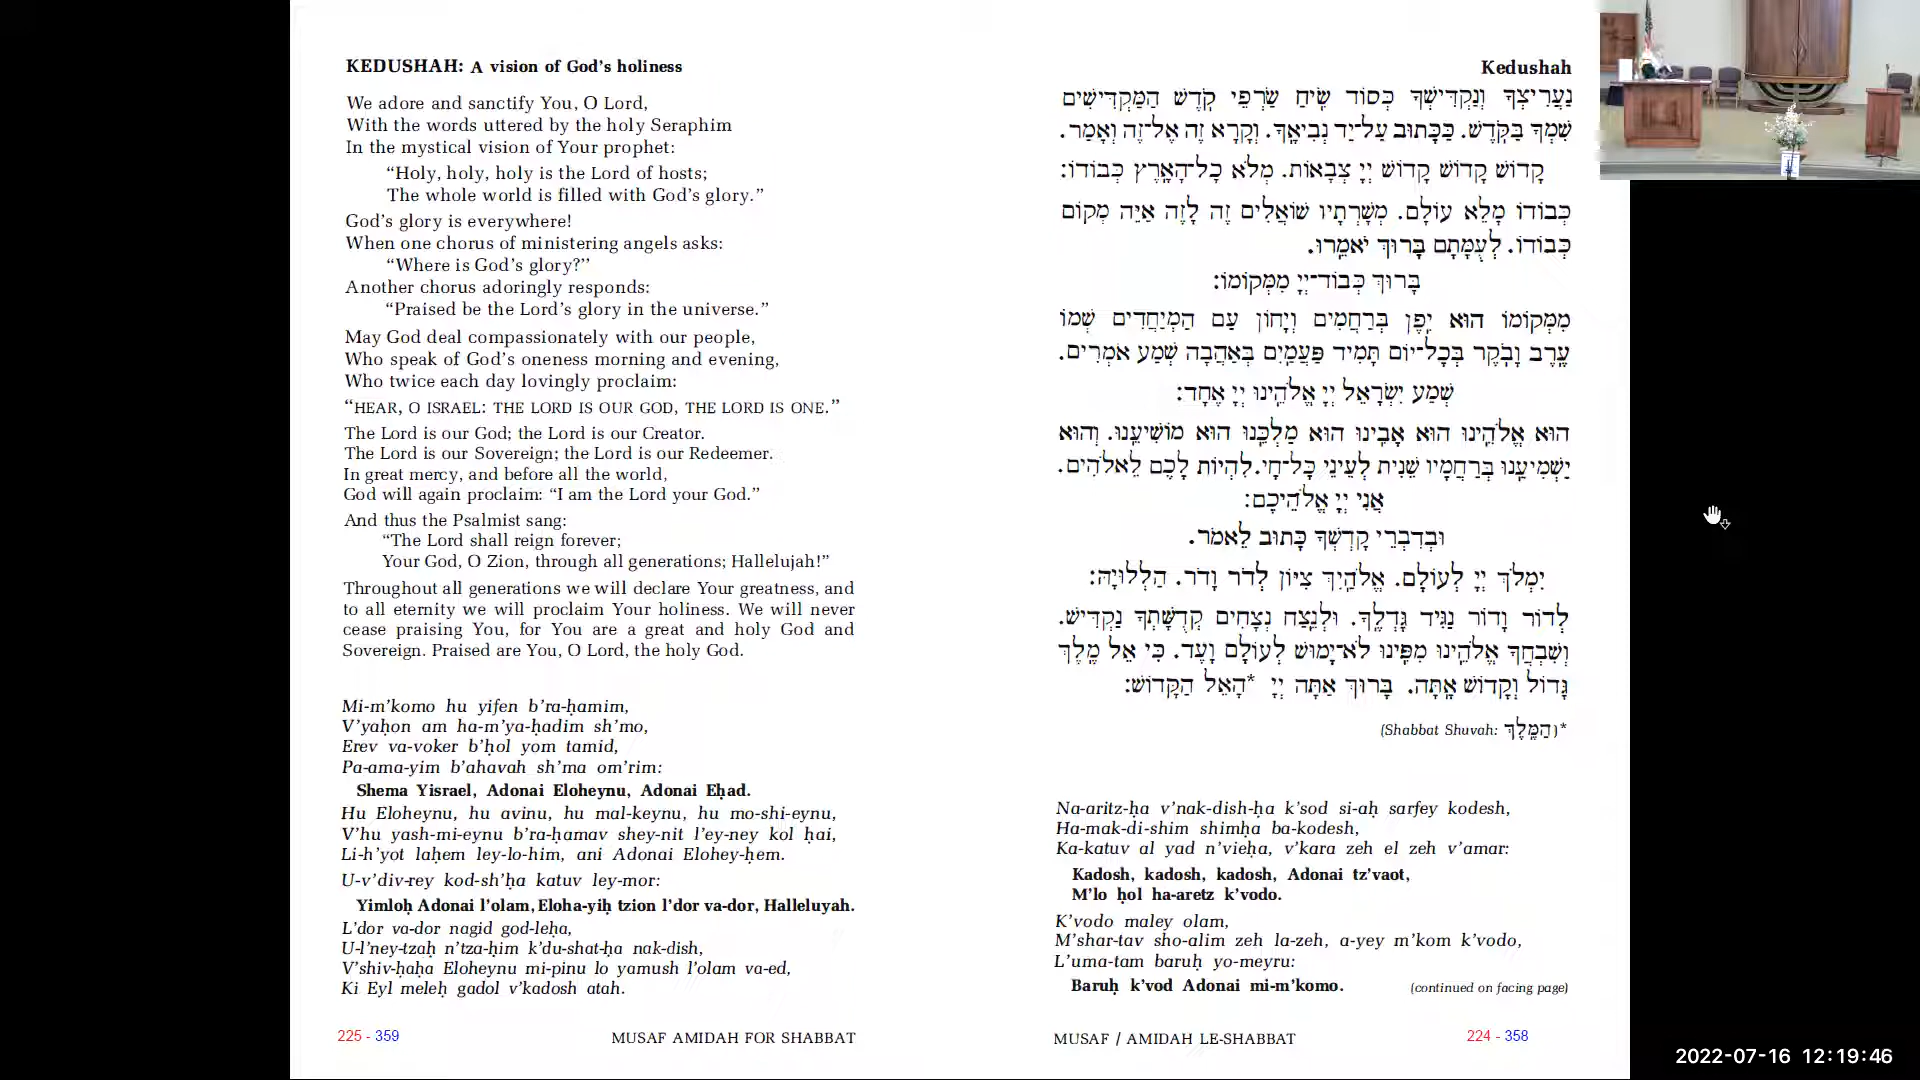 KEDUSHAH: A vision of God's holiness
We adore and sanctify You, O Lord,
With the words uttered by the holy Seraphim
In the mystical vision of Your prophet:
“Holy, holy, holy is the Lord of hosts;
The whole world is filled with God's glory.”
God's glory is everywhere!
When one chorus of ministering angels asks:
“Where is God's glory?’’
Another chorus adoringly responds:
“Praised be the Lord's glory in the universe.”
May God deal compassionately with our people,
Who speak of God's oneness morning and evening,
Who twice each day lovingly proclaim:
“HEAR, O ISRAEL: THE LORD IS OUR GOD, THE LORD IS ONE.”
The Lord is our God; the Lord is our Creator.
The Lord is our Sovereign; the Lord is our Redeemer.
In great mercy, and before all the world,
God will again proclaim: “I am the Lord your God.”
And thus the Psalmist sang:
“The Lord shall reign forever;
Your God, O Zion, through all generations; Hallelujah!”
Throughout all generations we will declare Your greatness, and
to all eternity we will proclaim Your holiness. We will never
cease praising You, for You are a great and holy God and
Sovereign. Praised are You, O Lord, the holy God.
Mi-m'komo hu yifen b'ra-ḥamim,
V'yaḥon am ha-m'ya-ḥadim sh'mo,
Erev va-voker b'ḥol yom tamid,
Pa-ama-yim b'ahavah sh'ma om'rim:
Shema Yisrael, Adonai Eloheynu, Adonai Eḥad.
Hu Eloheynu, hu avinu, hu mal-keynu, hu mo-shi-eynu,
V'hu yash-mi-eynu b'ra-ḥamav shey-nit l'ey-ney kol ḥai,
Li-h'yot laḥem ley-lo-him, ani Adonai Elohey-ḥem.
U-v'div-rey kod-sh'ḥa katuv ley-mor:
Yimloḥ Adonai l'olam, Eloha-yiḥ tzion l'dor va-dor, Halleluyah.
L'dor va-dor nagid god-leḥa,
U-l'ney-tzaḥ n'tza-ḥim k'du-shat-ḥa nak-dish,
V'shiv-ḥaḥa Eloheynu mi-pinu lo yamush l'olam va-ed,
Ki Eyl meleḥ gadol v'kadosh atah.
225 - 359 MUSAF AMIDAH FOR SHABBAT
Kedushah
נַעֲרִיצְךָ וְנַקְדִּישְׁךָ כְּסוֹד שִֽׂיחַ שַׂרְפֵי קֹֽדֶשׁ הַמַּקְדִּישִׁים
שִׁמְךָ בַּקֹּֽדֶשׁ. כַּכָּתוּב עַל־יַד נְבִיאֶֽךָ. וְקָרָא זֶה אֶל־זֶה וְאָמַר.
קָדוֹשׁ קָדוֹשׁ קָדוֹשׁ יְיָ צְבָאוֹת. מְלֹא כָל־הָאָֽרֶץ כְּבוֹדוֹ:
כְּבוֹדוֹ מָלֵא עוֹלָם. מְשָׁרְתָיו שׁוֹאֲלִים זֶה לָזֶה אַיֵּה מְקוֹם
כְּבוֹדוֹ. לְעֻמָּתָם בָּרוּךְ יֹאמֵֽרוּ.
בָּרוּךְ כְּבוֹד־יְיָ מִמְּקוֹמוֹ:
מִמְּקוֹמוֹ הוּא יִֽפֶן בְּרַחֲמִים וְיָחוֹן עַם הַמְיַחֲדִים שְׁמוֹ
עֶֽרֶב וָבֹֽקֶר בְּכָל־יוֹם תָּמִיד פַּעֲמַֽיִם בְּאַהֲבָה שְׁמַע אֹמְרִים.
שְׁמַע יִשְׂרָאֵל יְיָ אֱלֹהֵֽינוּ יְיָ אֶחָד:
הוּא אֱלֹהֵֽינוּ הוּא אָבִֽינוּ הוּא מַלְכֵּֽנוּ הוּא מוֹשִׁיעֵֽנוּ. וְהוּא
יַשְׁמִיעֵֽנוּ בְּרַחֲמָיו שֵׁנִית לְעֵינֵי כָּל־חָי. לִהְיוֹת לָכֶם לֵאלֹהִים.
אֲנִי יְיָ אֱלֹהֵיכֶם:
וּבְדִבְרֵי קָדְשְׁךָ כָּתוּב לֵאמֹר.
יִמְלֹךְ יְיָ לְעוֹלָם. אֱלֹהַֽיִךְ צִיּוֹן לְדֹר וָדֹר. הַלְלוּיָהּ:
לְדוֹר וָדוֹר נַגִּיד גָּדְלֶֽךָ. וּלְנֵֽצַח נְצָחִים קְדֻשָּׁתְךָ נַקְדִּישׁ.
וְשִׁבְחֲךָ אֱלֹהֵֽינוּ מִפִּֽינוּ לֹא־יָמוּשׁ לְעוֹלָם וָעֶד. כִּי אֵל מֶֽלֶךְ
גָּדוֹל וְקָדוֹשׁ אָֽתָּה. בָּרוּךְ אַתָּה יְיָ *הָאֵל הַקָּדוֹשׁ:
*(הַמֶּֽלֶךְ :Shabbat Shuvah)
Na-aritz-ḥa v'nak-dish-ḥa k'sod si-aḥ sarfey kodesh,
Ha-mak-di-shim shimḥa ba-kodesh,
Ka-katuv al yad n'vieḥa, v'kara zeh el zeh v'amar:
Kadosh, kadosh, kadosh, Adonai tz'vaot,
M'lo ḥol ha-aretz k'vodo.
K'vodo maley olam,
M'shar-tav sho-alim zeh la-zeh, a-yey m'kom k'vodo,
L'uma-tam baruḥ yo-meyru:
Baruḥ k'vod Adonai mi-m'komo. (continued on facing page)
MUSAF / AMIDAH LE-SHABBAT 224 - 358
2022-07-16 12:19:46